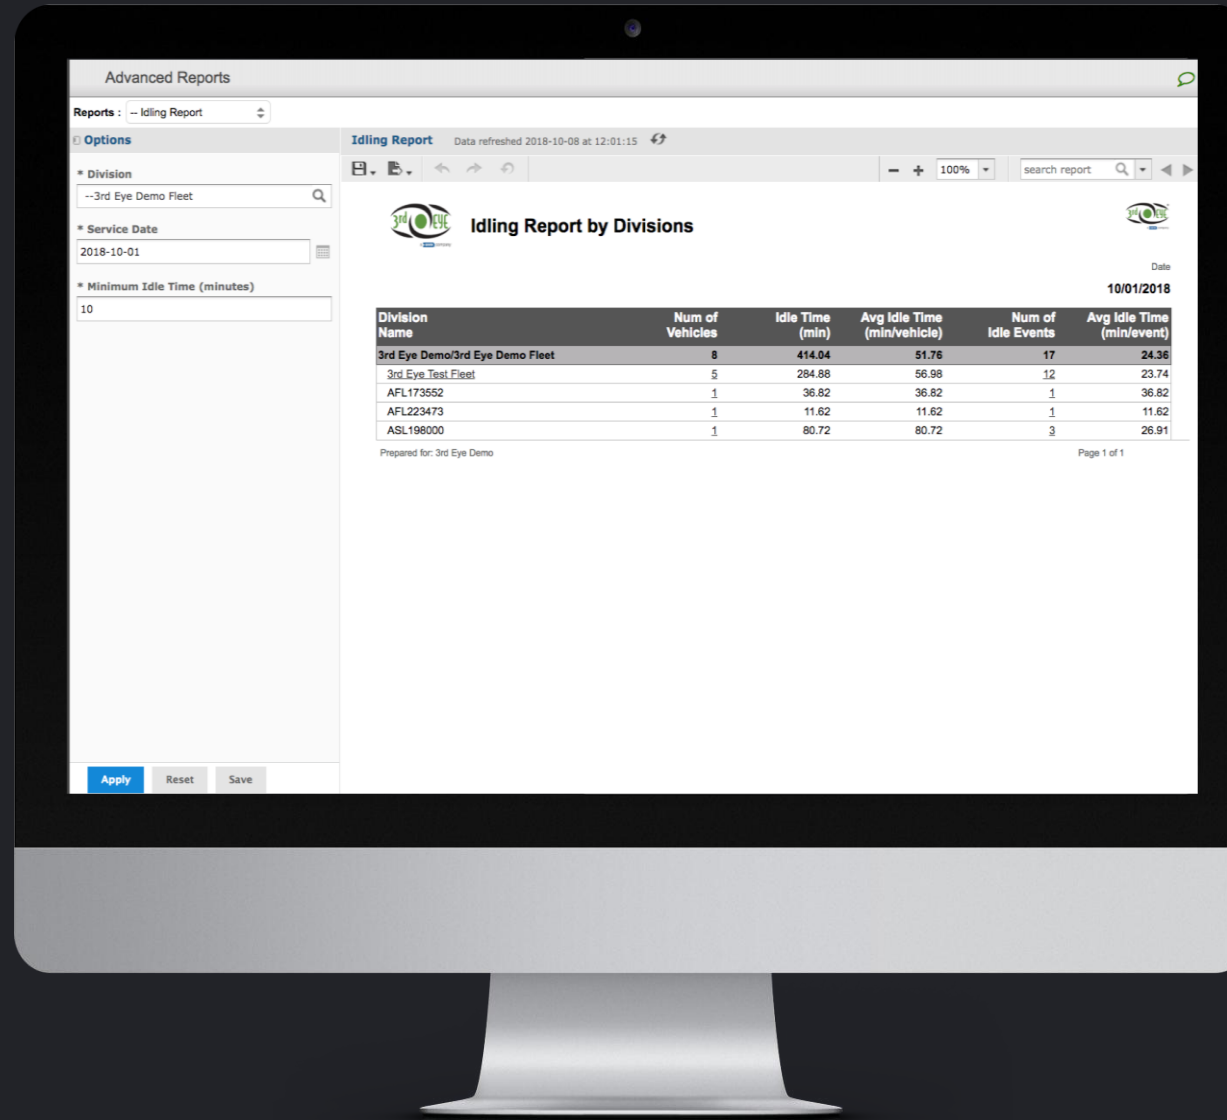 Advanced Reports
Reports : -- Idling Report
Options
Idling Report Data refreshed 2018-10-08 at 12:01:15
* Division
--3rd Eye Demo Fleet
* Service Date
2018-10-01
* Minimum Idle Time (minutes)
10
100%
search report
3rd EYE
Idling Report by Divisions
3rd EYE
Date
10/01/2018
Division Name Num of Vehicles Idle Time (min) Avg Idle Time (min/vehicle) Num of Idle Events Avg Idle Time (min/event)
3rd Eye Demo/3rd Eye Demo Fleet 8 414.04 51.76 17 24.36
3rd Eye Test Fleet 5 284.88 56.98 12 23.74
AFL173552 1 36.82 36.82 1 36.82
AFL223473 1 11.62 11.62 1 11.62
ASL198000 1 80.72 80.72 3 26.91
Prepared for: 3rd Eye Demo Page 1 of 1
Apply Reset Save